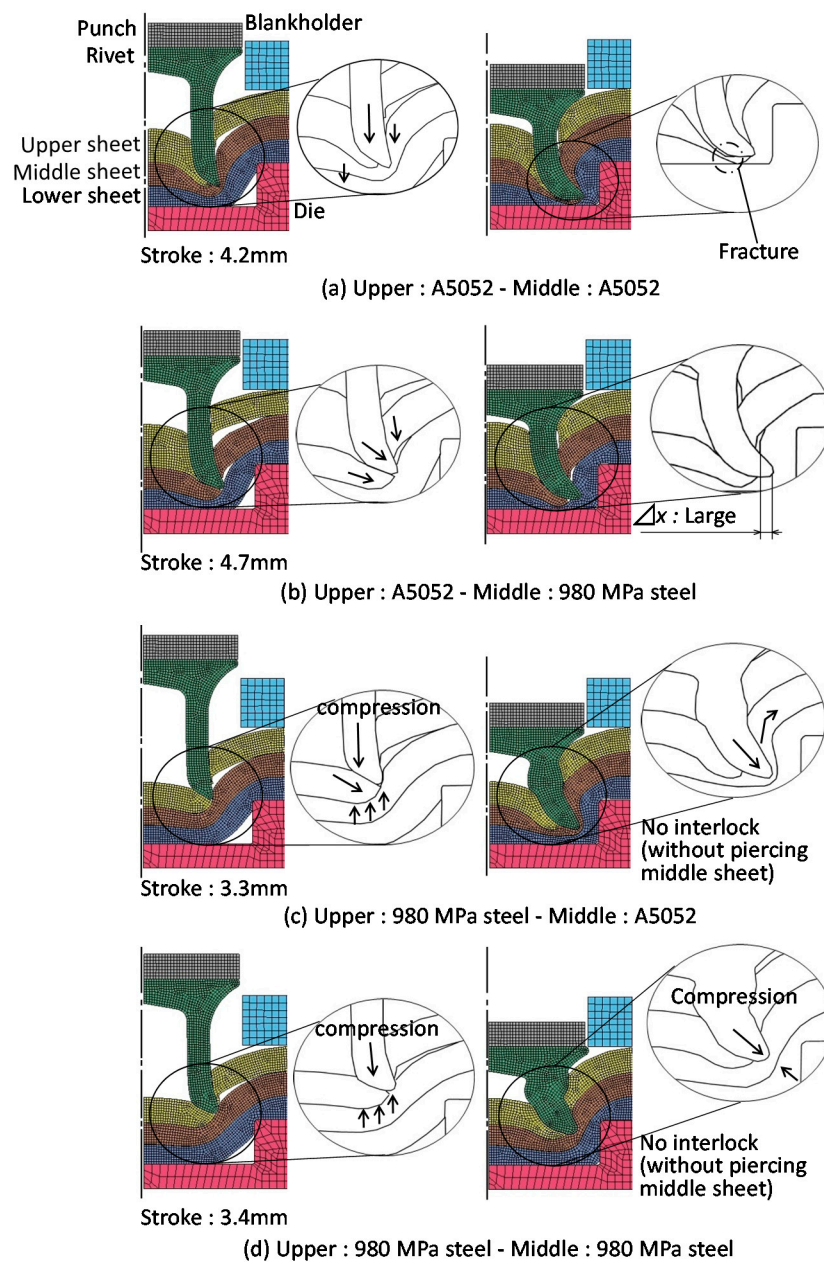 Punch
Blankholder
Rivet
Upper sheet
Middle sheet
Lower sheet
Die
Fracture
Stroke : 4.2mm
(a) Upper : A5052 - Middle : A5052
⊿x : Large
Stroke : 4.7mm
(b) Upper : A5052 - Middle : 980 MPa steel
compression
No interlock
(without piercing
middle sheet)
Stroke : 3.3mm
(c) Upper : 980 MPa steel - Middle : A5052
compression
Compression
No interlock
(without piercing
middle sheet)
Stroke : 3.4mm
(d) Upper : 980 MPa steel - Middle : 980 MPa steel